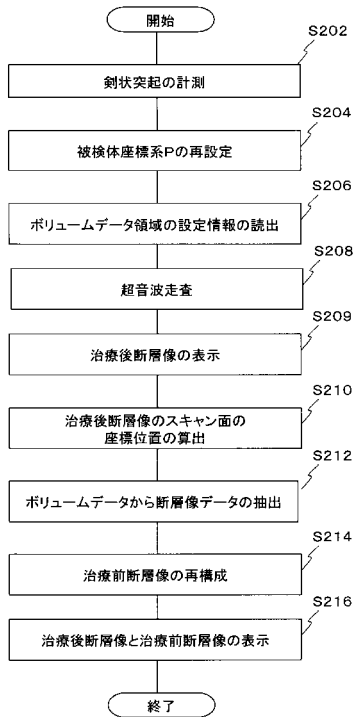 開始
S202
剣状突起の計測
S204
被検体座標系Pの再設定
S206
ボリュームデータ領域の設定情報の読出
S208
超音波走査
S209
治療後断層像の表示
S210
治療後断層像のスキャン面の
座標位置の算出
S212
ボリュームデータから断層像データの抽出
S214
治療前断層像の再構成
S216
治療後断層像と治療前断層像の表示
終了